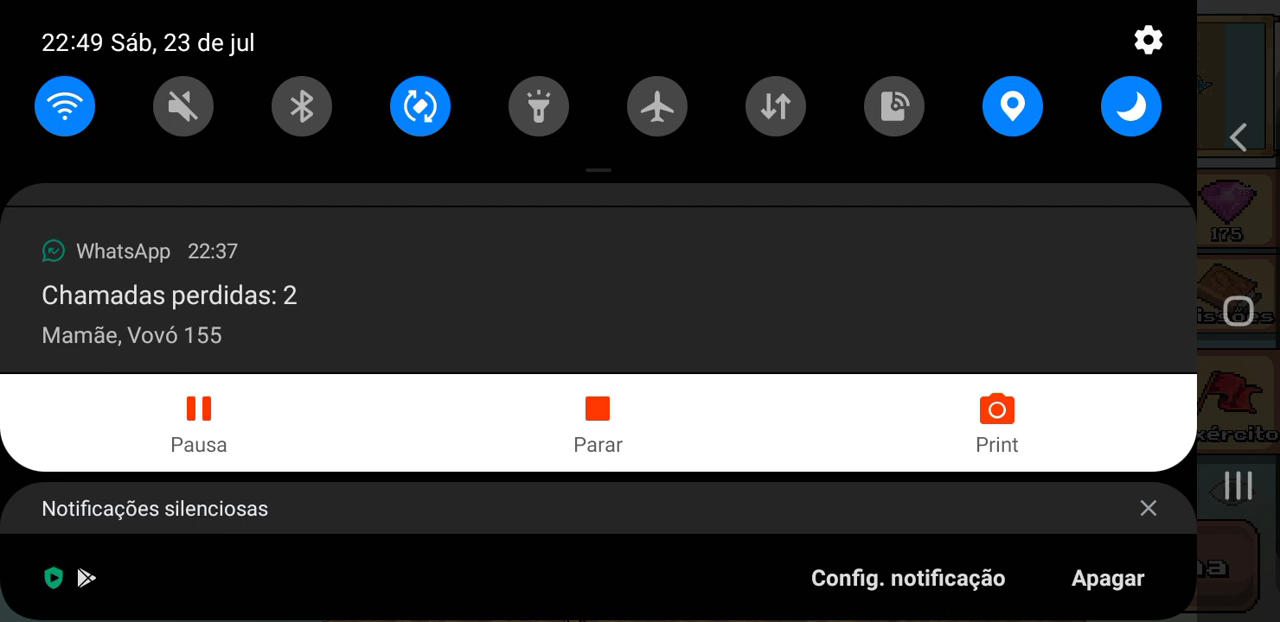 22:49 Sáb, 23 de jul
WhatsApp 22:37
Chamadas perdidas: 2
Mamãe, Vovó 155
175
Pausa
Parar
Print
Notificações silenciosas
Config. notificação
Apagar